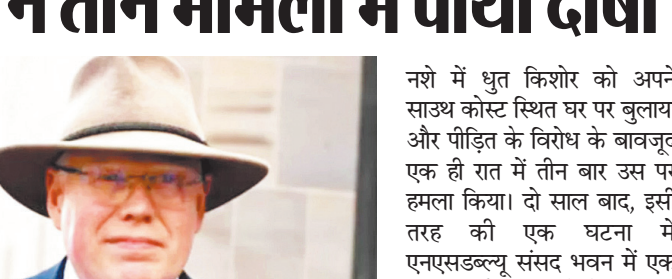 ने तीन मामलों में पाया दोषी
नशे में धुत किशोर को अपने
साउथ कोस्ट स्थित घर पर बुलाया
और पीड़ित के विरोध के बावजूद
एक ही रात में तीन बार उस पर
हमला किया। दो साल बाद, इसी
तरह की एक घटना में
एनएसडब्ल्यू संसद भवन में एक